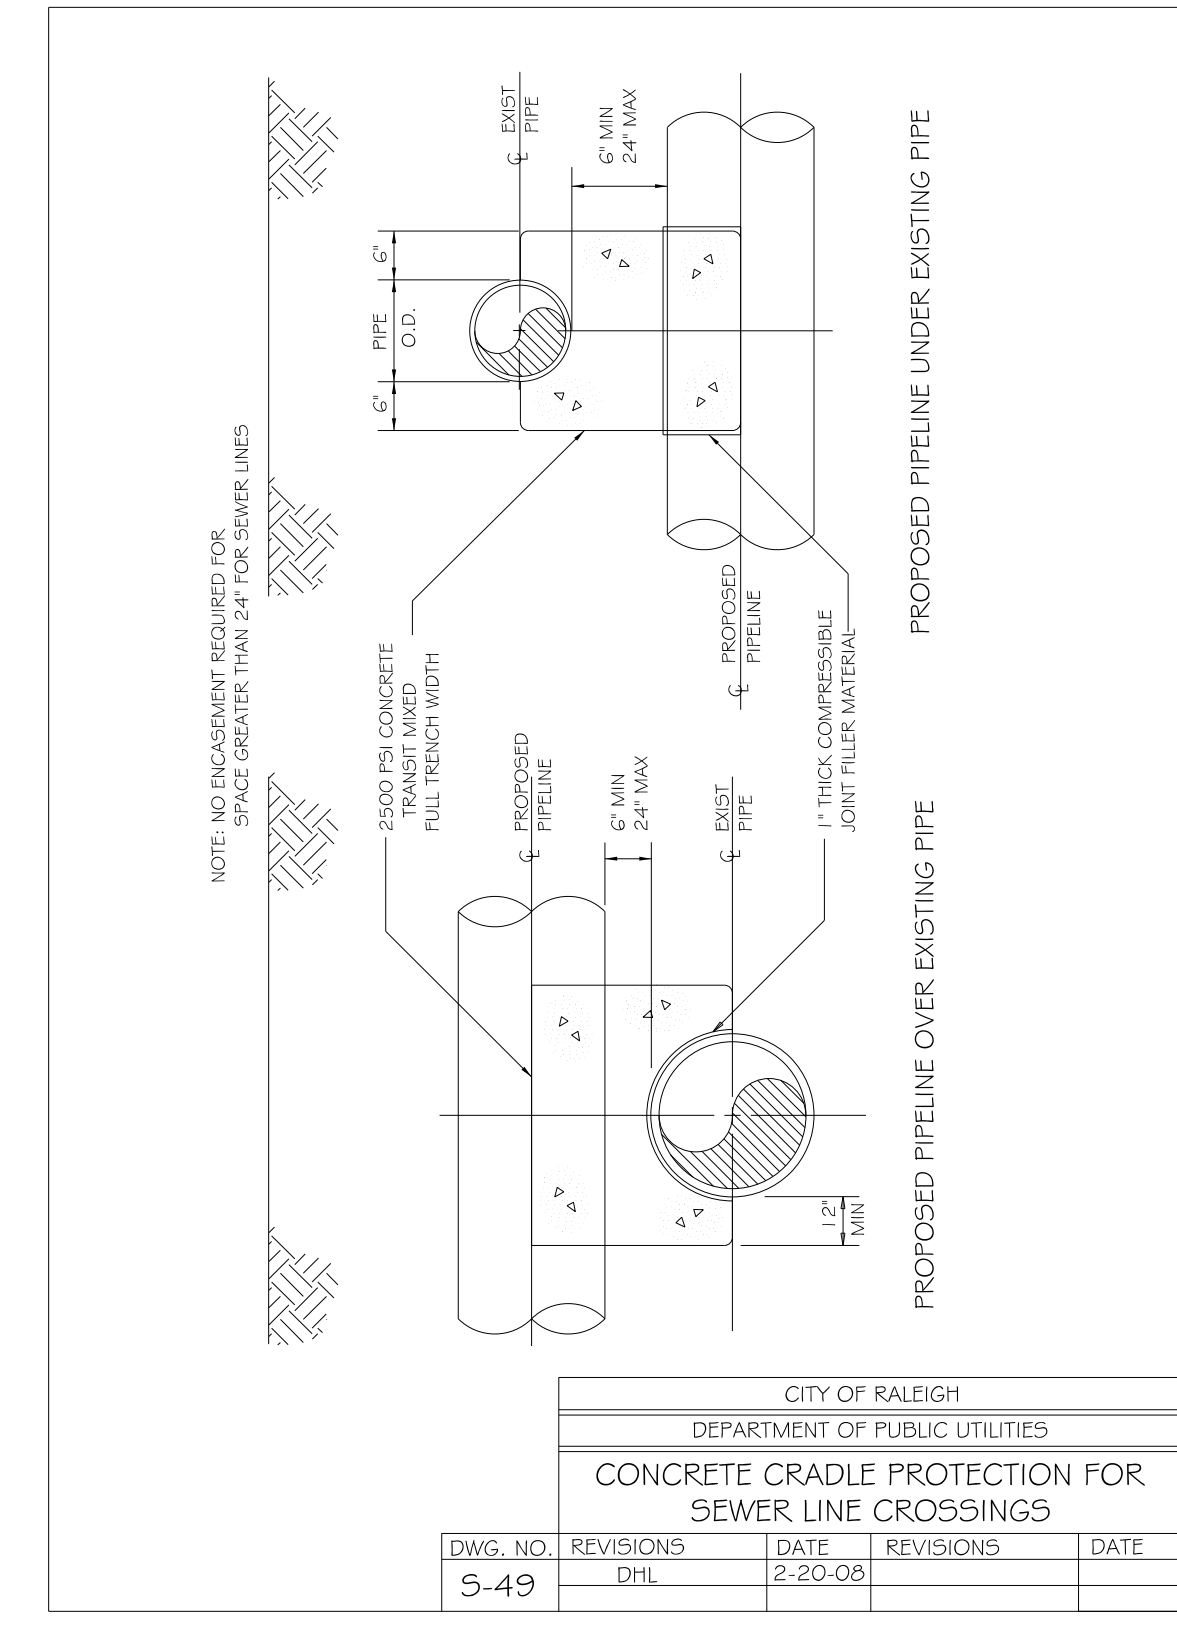 NOTE: NO ENCASEMENT REQUIRED FOR
SPACE GREATER THAN 24" FOR SEWER LINES
2500 PSI CONCRETE
TRANSIT MIXED
FULL TRENCH WIDTH
6"
PIPE
O.D.
6"
℄
PROPOSED
PIPELINE
6" MIN
24" MAX
℄
EXIST
PIPE
12"
MIN
1" THICK COMPRESSIBLE
JOINT FILLER MATERIAL
℄
EXIST
PIPE
6" MIN
24" MAX
℄
PROPOSED
PIPELINE
PROPOSED PIPELINE OVER EXISTING PIPE
PROPOSED PIPELINE UNDER EXISTING PIPE
CITY OF RALEIGH
DEPARTMENT OF PUBLIC UTILITIES
CONCRETE CRADLE PROTECTION FOR
SEWER LINE CROSSINGS
DWG. NO. REVISIONS DATE REVISIONS DATE
S-49 DHL 2-20-08